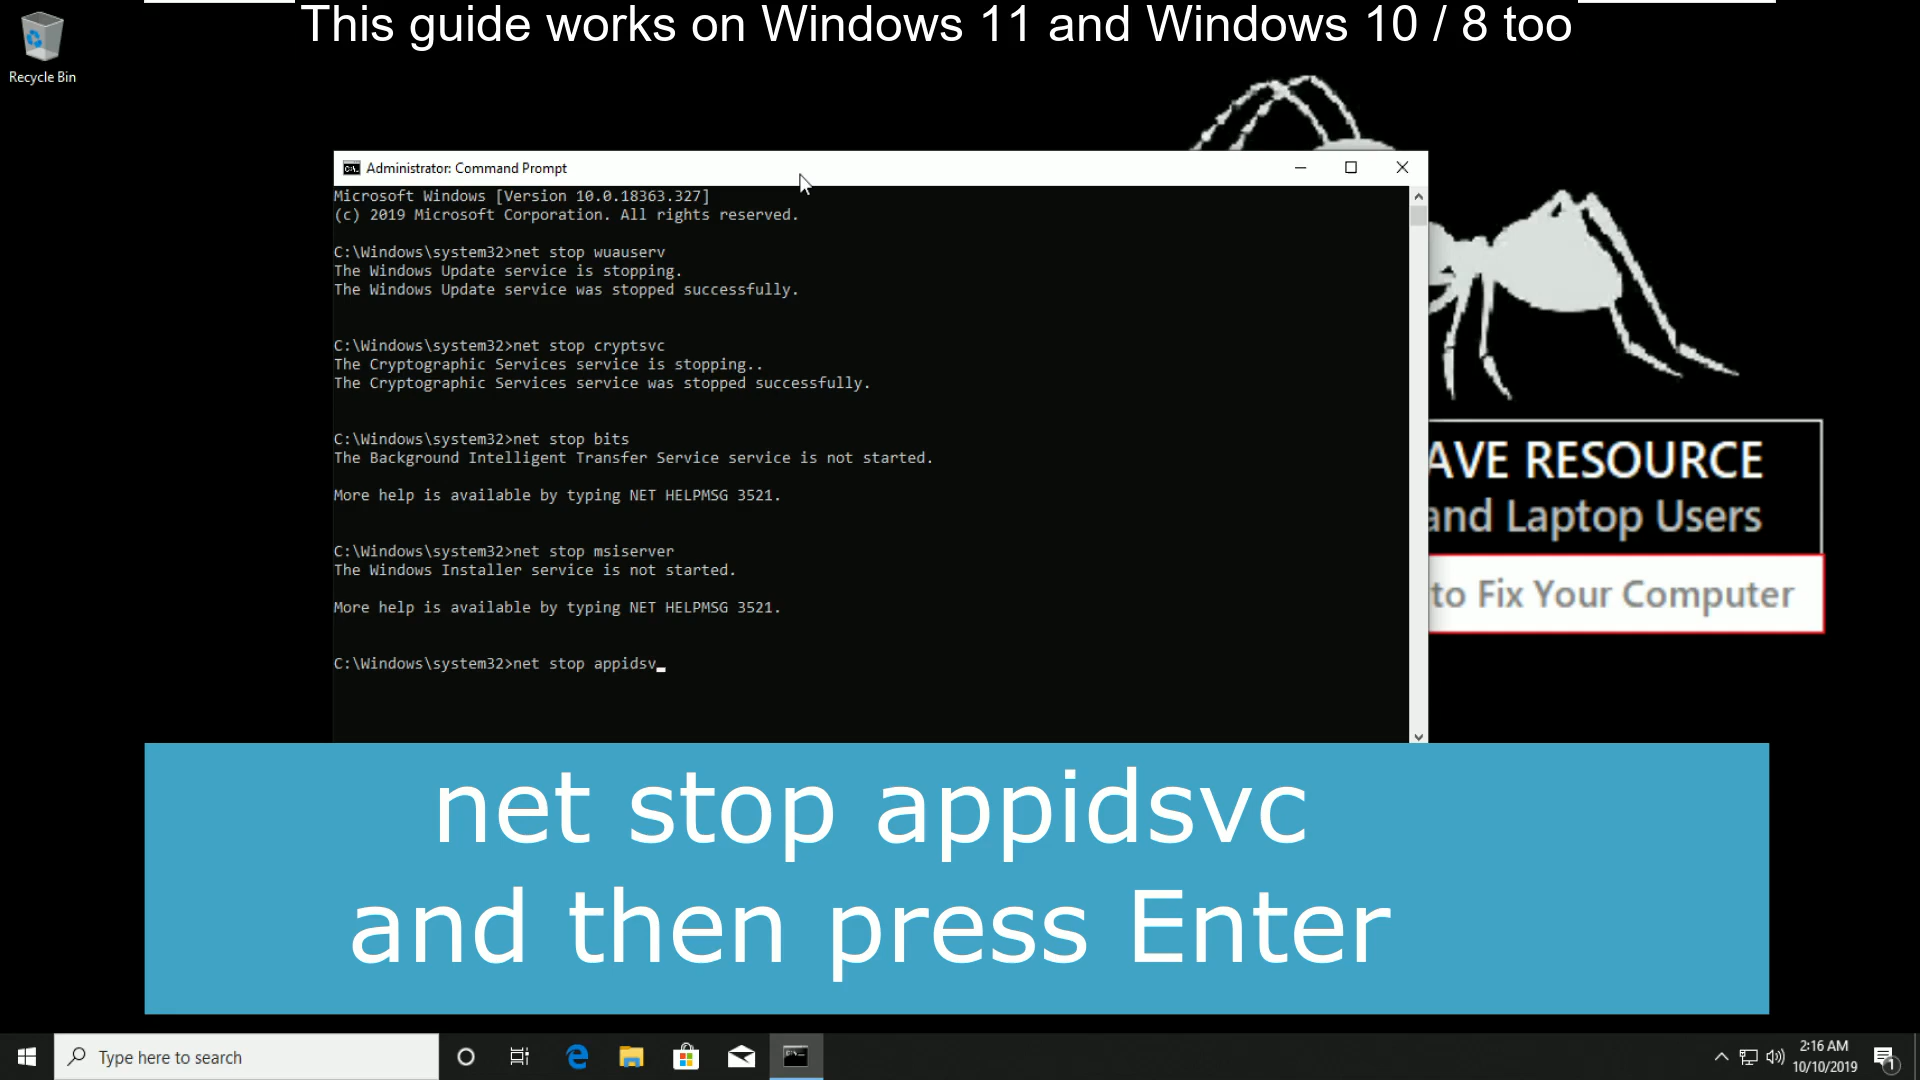 This guide works on Windows 11 and Windows 10 / 8 too
Recycle Bin
Administrator: Command Prompt
Microsoft Windows [Version 10.0.18363.327]
(c) 2019 Microsoft Corporation. All rights reserved.
C:\Windows\system32>net stop wuauserv
The Windows Update service is stopping.
The Windows Update service was stopped successfully.
C:\Windows\system32>net stop cryptsvc
The Cryptographic Services service is stopping..
The Cryptographic Services service was stopped successfully.
C:\Windows\system32>net stop bits
The Background Intelligent Transfer Service service is not started.
More help is available by typing NET HELPMSG 3521.
C:\Windows\system32>net stop msiserver
The Windows Installer service is not started.
More help is available by typing NET HELPMSG 3521.
C:\Windows\system32>net stop appidsv
AVE RESOURCE
and Laptop Users
to Fix Your Computer
net stop appidsvc
and then press Enter
Type here to search
2:16 AM
10/10/2019
1